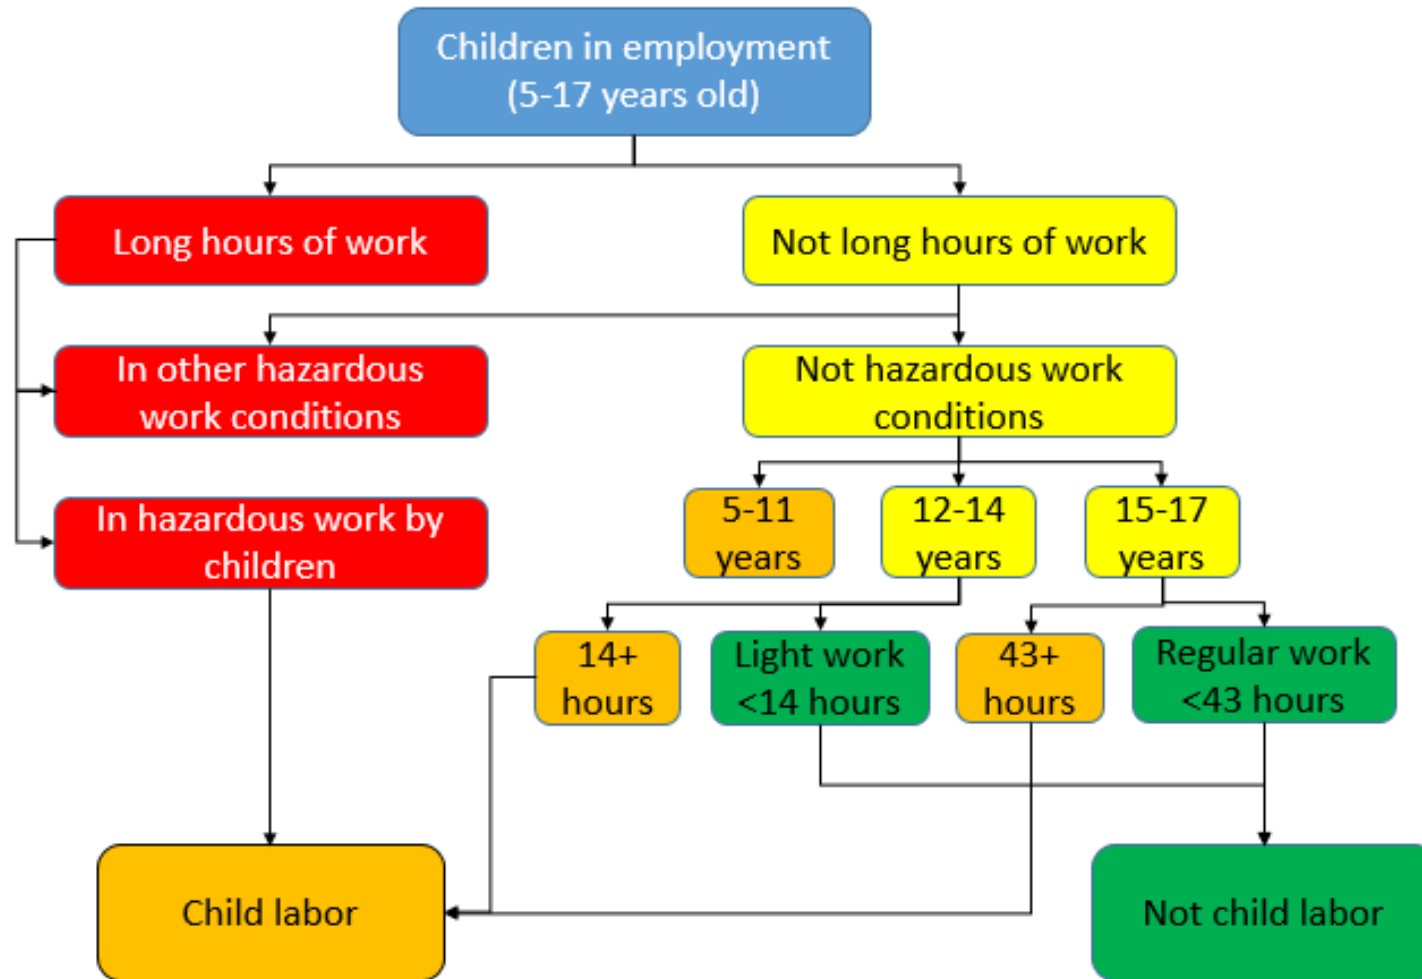 Children in employment
(5-17 years old)
Long hours of work
Not long hours of work
In other hazardous
work conditions
Not hazardous work
conditions
In hazardous work by
children
5-11
years
12-14
years
15-17
years
14+
hours
Light work
<14 hours
43+
hours
Regular work
<43 hours
Child labor
Not child labor